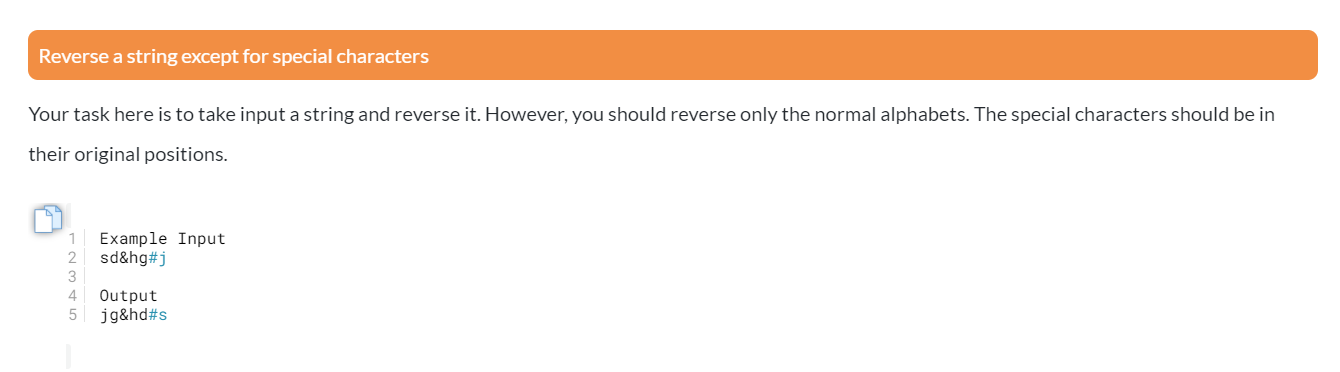 Reverse a string except for special characters
Your task here is to take input a string and reverse it. However, you should reverse only the normal alphabets. The special characters should be in
their original positions.
1 Example Input
2 sd&hg#j
3
4 Output
5 jg&hd#s